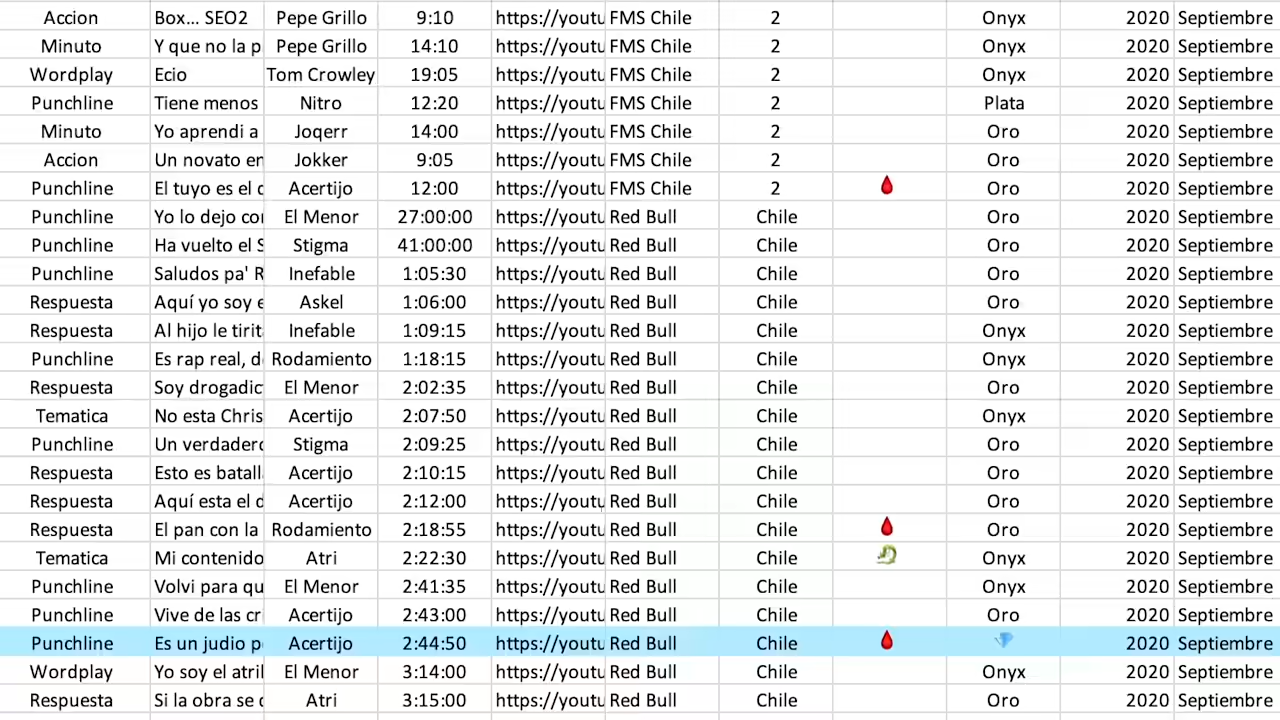 Accion Box... SEO2 Pepe Grillo 9:10 https://youtu FMS Chile 2 Onyx 2020 Septiembre
Minuto Y que no la p Pepe Grillo 14:10 https://youtu FMS Chile 2 Onyx 2020 Septiembre
Wordplay Ecio Tom Crowley 19:05 https://youtu FMS Chile 2 Onyx 2020 Septiembre
Punchline Tiene menos Nitro 12:20 https://youtu FMS Chile 2 Plata 2020 Septiembre
Minuto Yo aprendi a Joqerr 14:00 https://youtu FMS Chile 2 Oro 2020 Septiembre
Accion Un novato en Jokker 9:05 https://youtu FMS Chile 2 Oro 2020 Septiembre
Punchline El tuyo es el c Acertijo 12:00 https://youtu FMS Chile 2 Oro 2020 Septiembre
Punchline Yo lo dejo cor El Menor 27:00:00 https://youtu Red Bull Chile Oro 2020 Septiembre
Punchline Ha vuelto el S Stigma 41:00:00 https://youtu Red Bull Chile Oro 2020 Septiembre
Punchline Saludos pa' R Inefable 1:05:30 https://youtu Red Bull Chile Oro 2020 Septiembre
Respuesta Aquí yo soy e Askel 1:06:00 https://youtu Red Bull Chile Oro 2020 Septiembre
Respuesta Al hijo le tirit Inefable 1:09:15 https://youtu Red Bull Chile Onyx 2020 Septiembre
Punchline Es rap real, d Rodamiento 1:18:15 https://youtu Red Bull Chile Onyx 2020 Septiembre
Respuesta Soy drogadic El Menor 2:02:35 https://youtu Red Bull Chile Oro 2020 Septiembre
Tematica No esta Chris Acertijo 2:07:50 https://youtu Red Bull Chile Onyx 2020 Septiembre
Punchline Un verdader Stigma 2:09:25 https://youtu Red Bull Chile Oro 2020 Septiembre
Respuesta Esto es batall Acertijo 2:10:15 https://youtu Red Bull Chile Oro 2020 Septiembre
Respuesta Aquí esta el d Acertijo 2:12:00 https://youtu Red Bull Chile Oro 2020 Septiembre
Respuesta El pan con la Rodamiento 2:18:55 https://youtu Red Bull Chile Oro 2020 Septiembre
Tematica Mi contenido Atri 2:22:30 https://youtu Red Bull Chile Onyx 2020 Septiembre
Punchline Volvi para qu El Menor 2:41:35 https://youtu Red Bull Chile Onyx 2020 Septiembre
Punchline Vive de las cr Acertijo 2:43:00 https://youtu Red Bull Chile Oro 2020 Septiembre
Punchline Es un judio p Acertijo 2:44:50 https://youtu Red Bull Chile 2020 Septiembre
Wordplay Yo soy el atril El Menor 3:14:00 https://youtu Red Bull Chile Onyx 2020 Septiembre
Respuesta Si la obra se c Atri 3:15:00 https://youtu Red Bull Chile Oro 2020 Septiembre